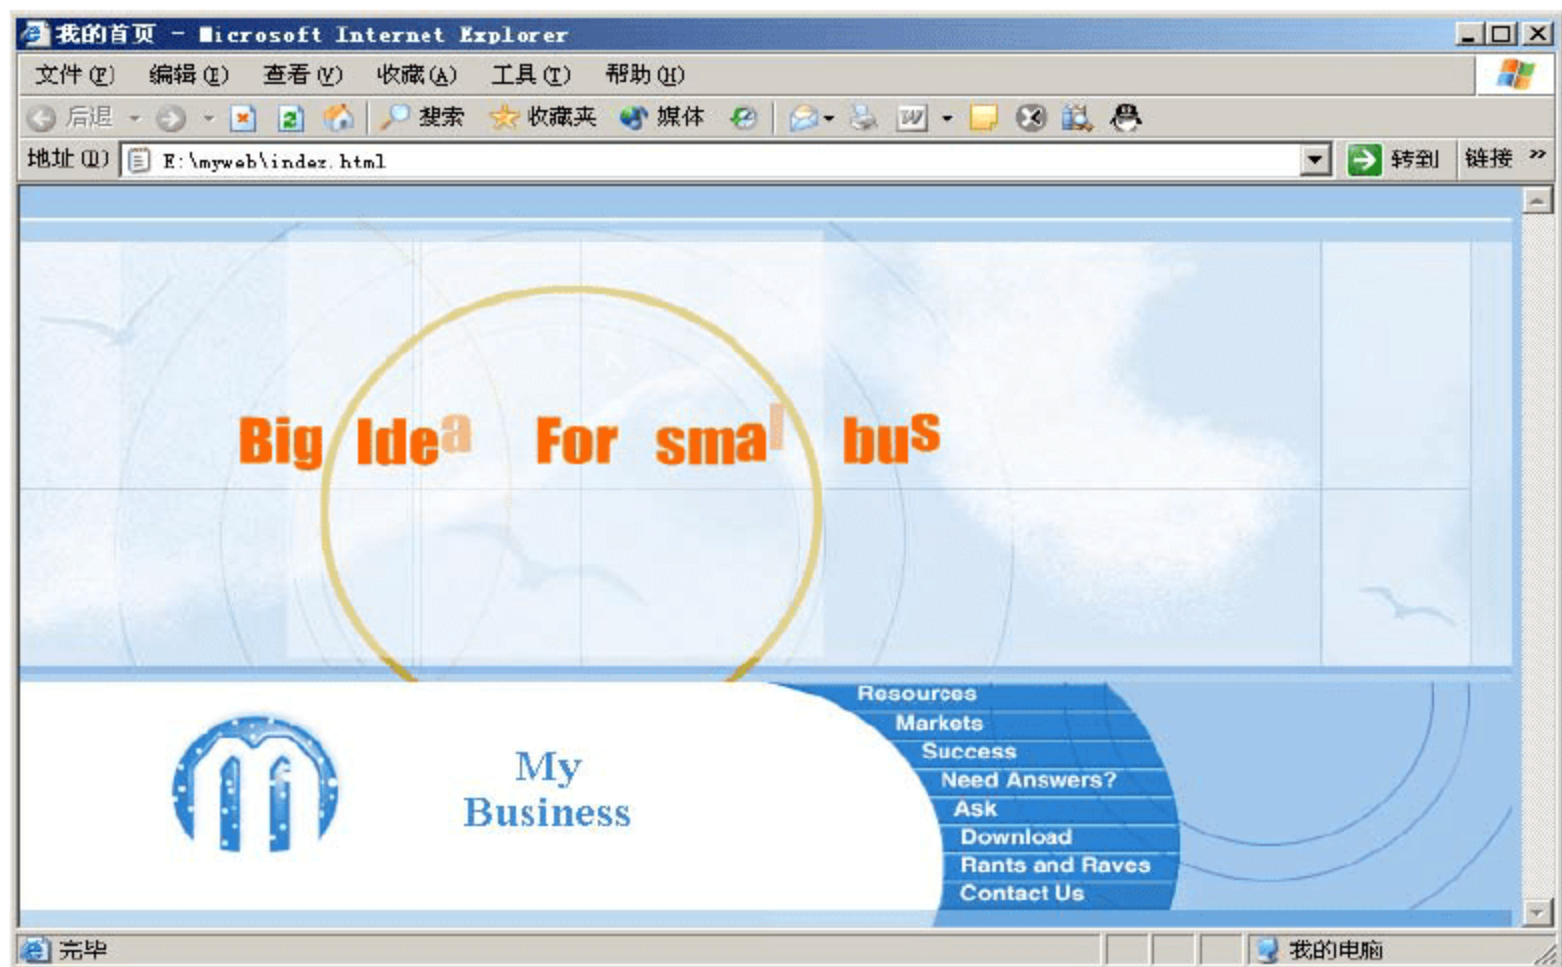 我的首页 - Microsoft Internet Explorer
文件(F) 编辑(E) 查看(V) 收藏(A) 工具(T) 帮助(H)
后退 搜索 收藏夹 媒体 W
地址(D) E:\myweb\index.html 转到 链接 »
Big Idea For smal bus
Resources
Markets
Success
My Business
Need Answers?
Ask
Download
Rants and Raves
Contact Us
完毕 我的电脑